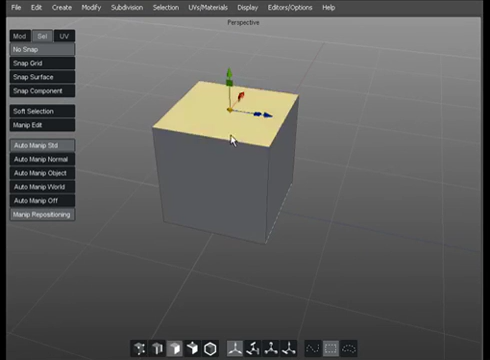 File Edit Create Modify Subdivision Selection UVs/Materials Display Editors/Options Help
Perspective
Mod Sel UV
No Snap
Snap Grid
Snap Surface
Snap Component
Soft Selection
Manip Edit
Auto Manip Std
Auto Manip Normal
Auto Manip Object
Auto Manip World
Auto Manip Off
Manip Repositioning